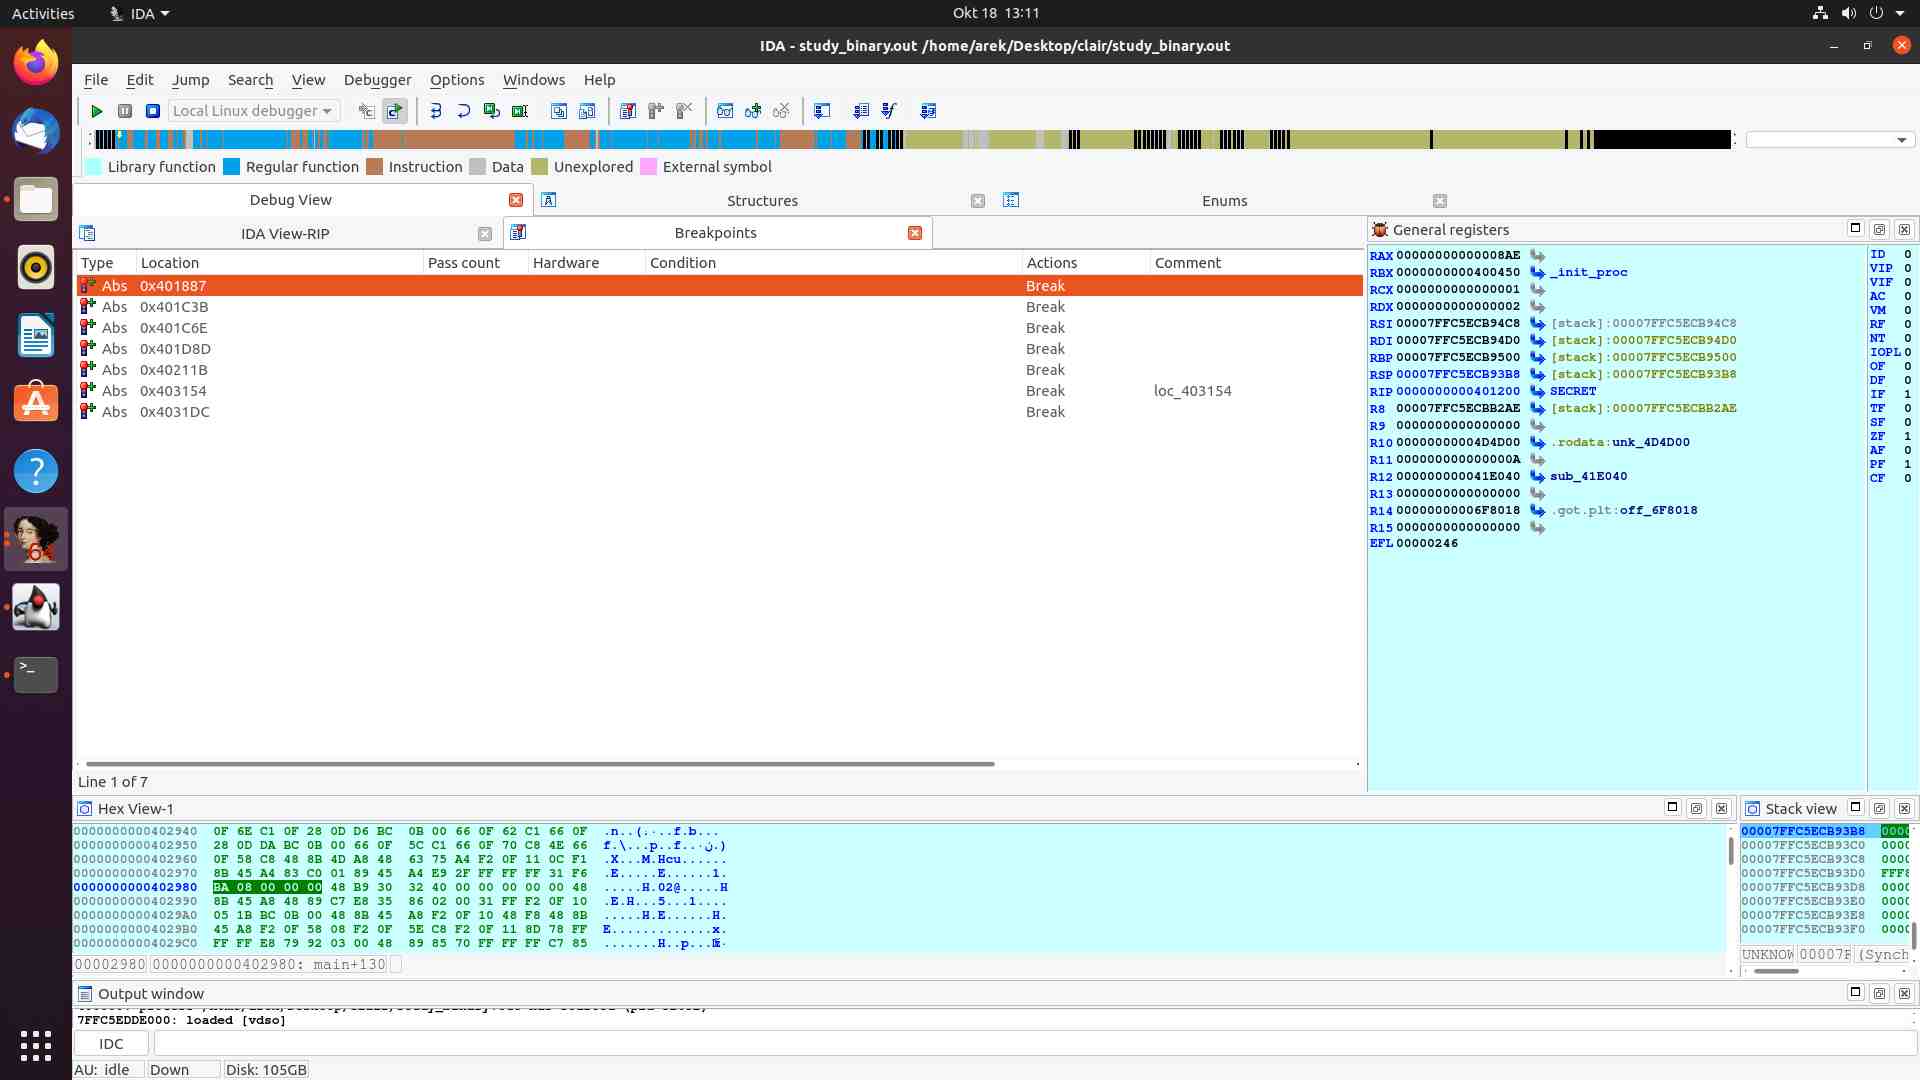 Activities IDA Okt 18 13:11
IDA - study_binary.out /home/arek/Desktop/clair/study_binary.out
File Edit Jump Search View Debugger Options Windows Help
Local Linux debugger
Library function Regular function Instruction Data Unexplored External symbol
Debug View Structures Enums
IDA View-RIP Breakpoints
Type Location Pass count Hardware Condition Actions Comment
Abs 0x401887 Break
Abs 0x401C3B Break
Abs 0x401C6E Break
Abs 0x401D8D Break
Abs 0x40211B Break
Abs 0x403154 Break loc_403154
Abs 0x4031DC Break
Line 1 of 7
General registers
RAX 00000000000008AE
RBX 0000000000400450 _init_proc
RCX 0000000000000001
RDX 0000000000000002
RSI 00007FFC5ECB94C8 [stack]:00007FFC5ECB94C8
RDI 00007FFC5ECB94D0 [stack]:00007FFC5ECB94D0
RBP 00007FFC5ECB9500 [stack]:00007FFC5ECB9500
RSP 00007FFC5ECB93B8 [stack]:00007FFC5ECB93B8
RIP 0000000000401200 SECRET
R8 00007FFC5ECBB2AE [stack]:00007FFC5ECBB2AE
R9 0000000000000000
R10 00000000004D4D00 .rodata:unk_4D4D00
R11 000000000000000A
R12 000000000041E040 sub_41E040
R13 0000000000000000
R14 00000000006F8018 .got.plt:off_6F8018
R15 0000000000000000
EFL 00000246
ID 0
VIP 0
VIF 0
AC 0
VM 0
RF 0
NT 0
IOPL 0
OF 0
DF 0
IF 1
TF 0
SF 0
ZF 1
AF 0
PF 1
CF 0
Hex View-1
0000000000402940 0F 6E C1 0F 28 0D D6 BC 0B 00 66 0F 62 C1 66 0F .n..(.....f.b...
0000000000402950 28 0D DA BC 0B 00 66 0F 5C C1 66 0F 70 C8 4E 66
0000000000402960 0F 58 C8 48 8B 4D A8 48 63 75 A4 F2 0F 11 0C F1 .X...M.Hcu......
0000000000402970 8B 45 A4 83 C0 01 89 45 A4 E9 2F FF FF FF 31 F6 .E.....E......1.
0000000000402980 BA 08 00 00 00 48 B9 30 32 40 00 00 00 00 00 48 .....H.02@.....H
0000000000402990 8B 45 A8 48 89 C7 E8 35 86 02 00 31 FF F2 0F 10 .E.H...5...1....
00000000004029A0 05 1B BC 0B 00 48 8B 45 A8 F2 0F 10 48 F8 48 8B .....H.E......H.
00000000004029B0 45 A8 F2 0F 58 08 F2 0F 5E C8 F2 0F 11 8D 78 FF E.............x.
00000000004029C0 FF FF E8 79 92 03 00 48 89 85 70 FF FF FF C7 85
00002980 0000000000402980: main+130
Stack view
00007FFC5ECB93B8
00007FFC5ECB93C0
00007FFC5ECB93C8
00007FFC5ECB93D0 FFF8
00007FFC5ECB93D8
00007FFC5ECB93E0
00007FFC5ECB93E8
00007FFC5ECB93F0
UNKNOW 00007F (Synch
Output window
7FFC5EDDE000: loaded [vdso]
IDC
AU: idle Down Disk: 105GB